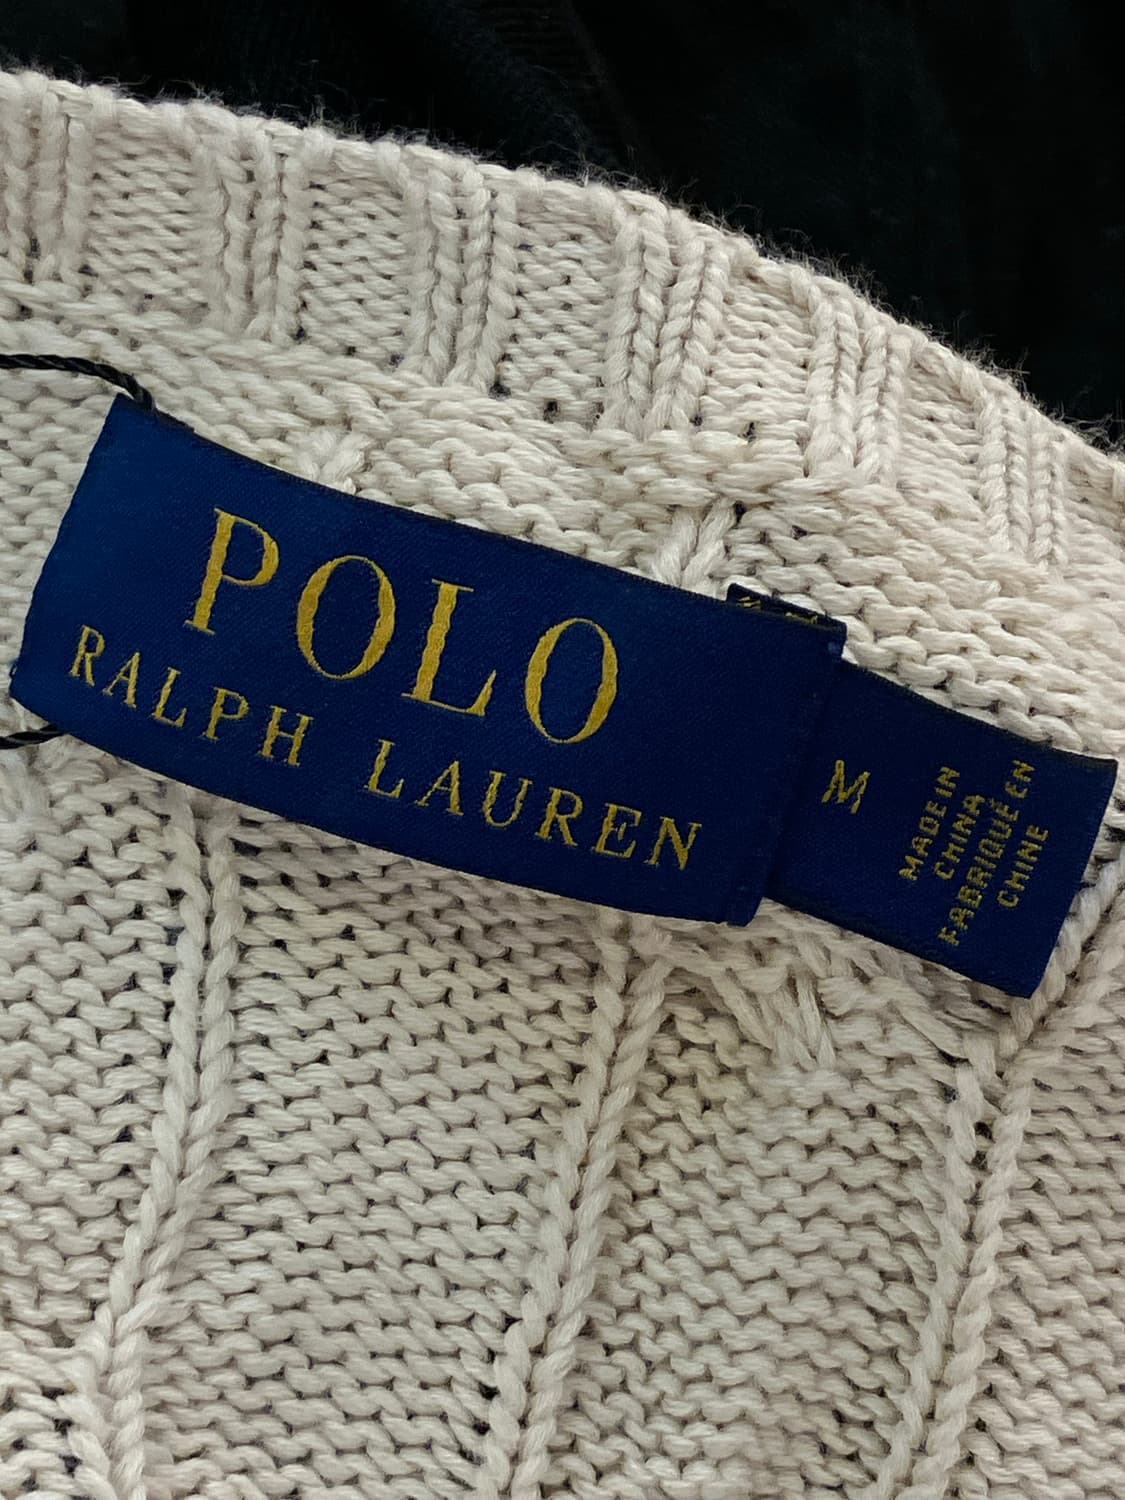 POLO
RALPH LAUREN
M
MADE IN
CHINA
FABRIQUÉ EN
CHINE